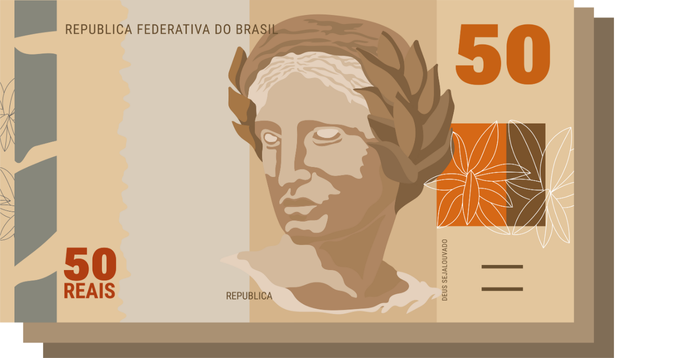 REPUBLICA FEDERATIVA DO BRASIL
50
50
REAIS
REPUBLICA
DEUS SEJALOUVADO